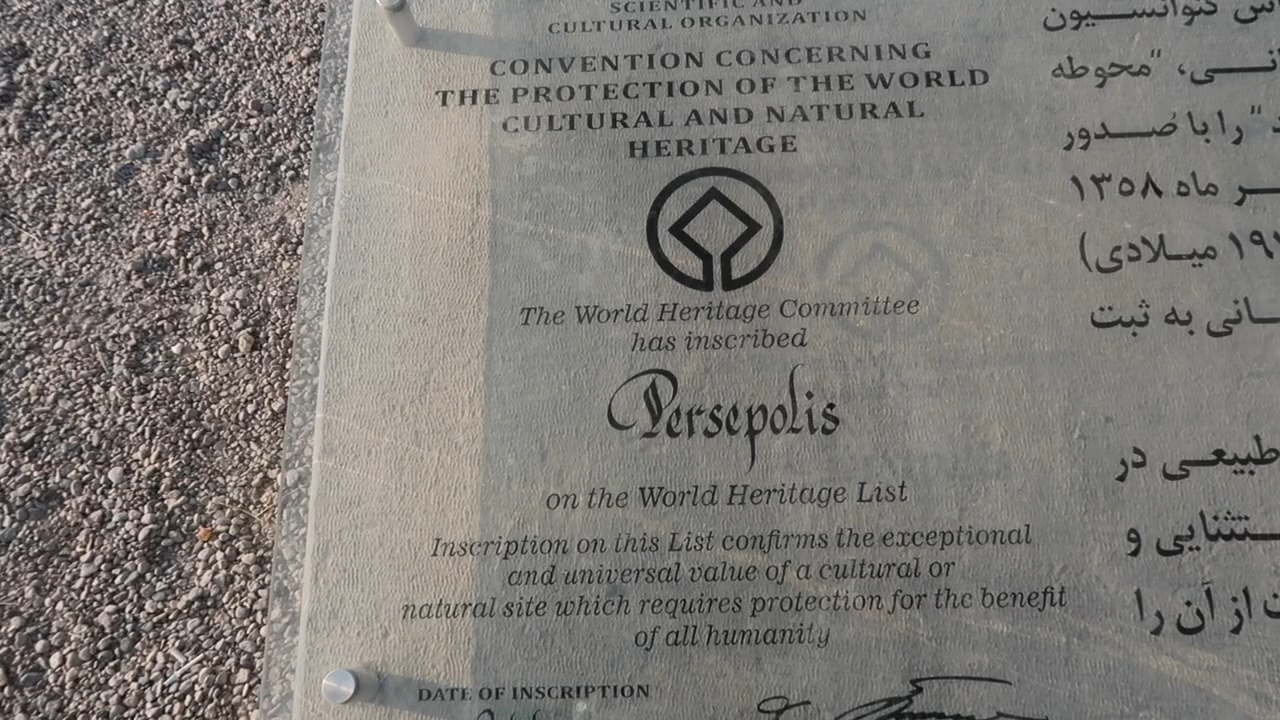 SCIENTIFIC AND
CULTURAL ORGANIZATION
CONVENTION CONCERNING
THE PROTECTION OF THE WORLD
CULTURAL AND NATURAL
HERITAGE
The World Heritage Committee
has inscribed
Persepolis
on the World Heritage List
Inscription on this List confirms the exceptional
and universal value of a cultural or
natural site which requires protection for the benefit
of all humanity
DATE OF INSCRIPTION
کنوانسیون
"محوطه
" را با صدور
ماه ۱۳۵۸
میلادی)
به ثبت
طبیعی در
و
از آن را